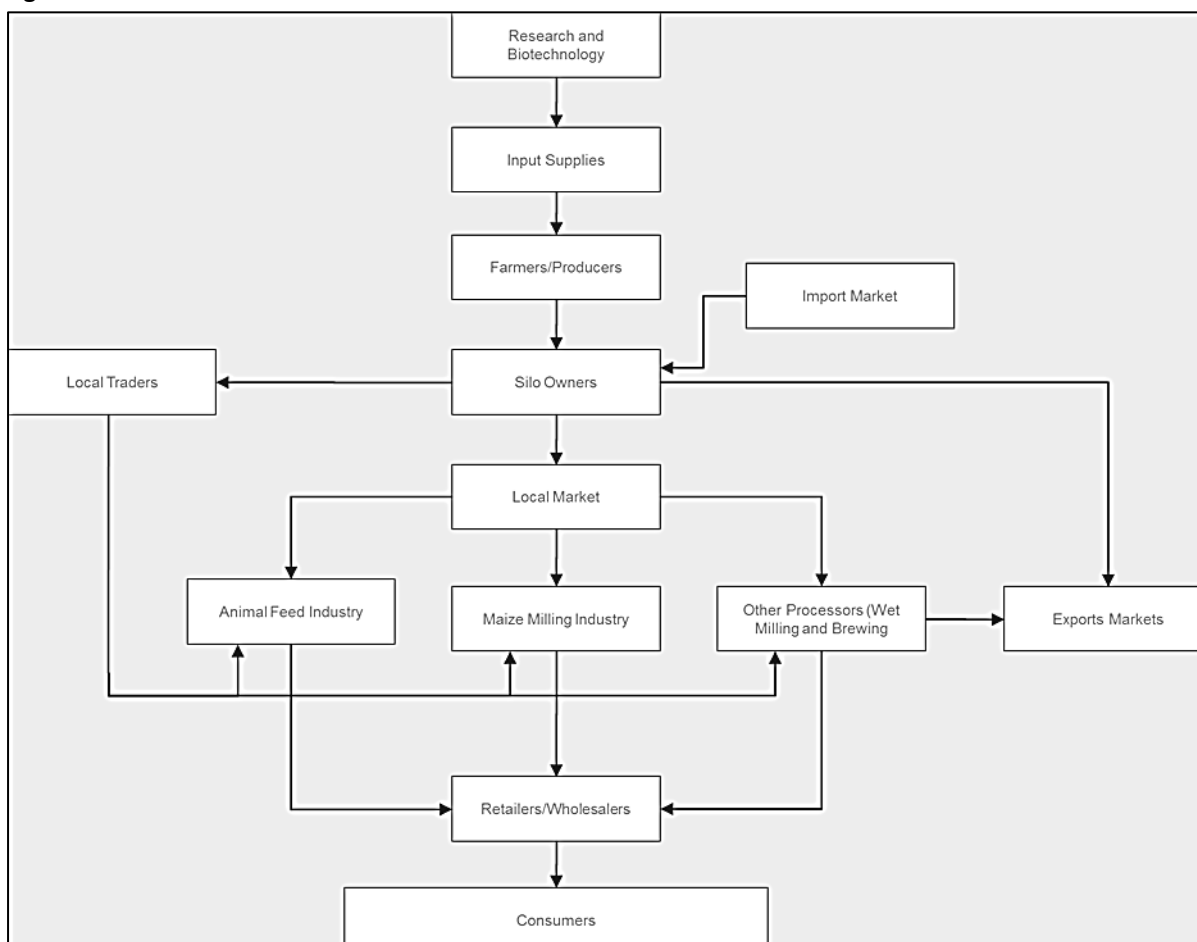 Research and
Biotechnology
Input Supplies
Farmers/Producers
Import Market
Local Traders
Silo Owners
Local Market
Animal Feed Industry
Maize Milling Industry
Other Processors (Wet
Milling and Brewing
Exports Markets
Retailers/Wholesalers
Consumers